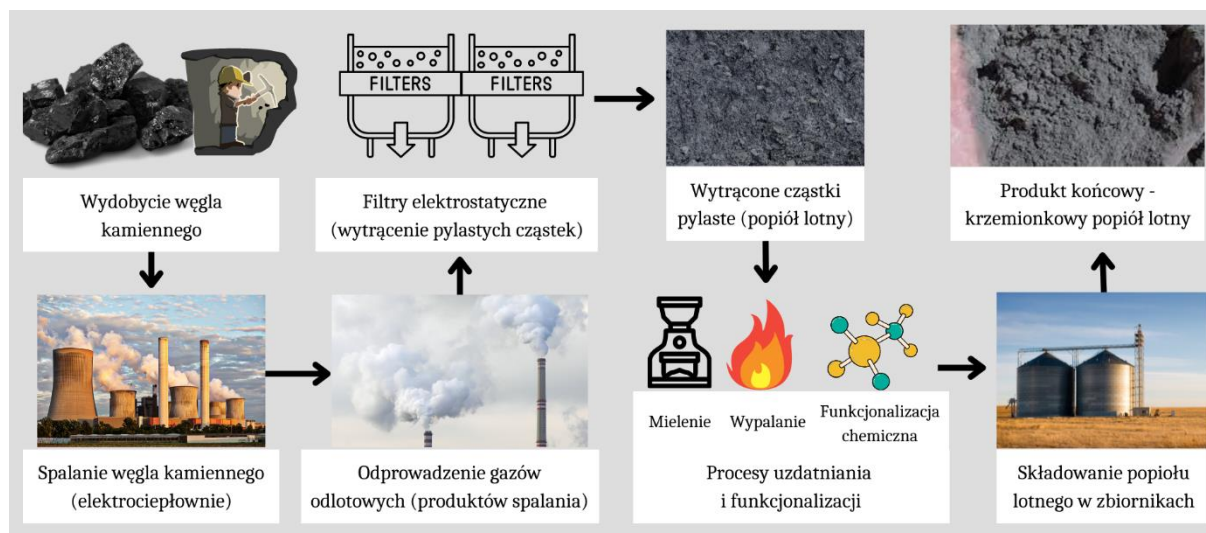 Wydobycie węgla
kamiennego
Spalanie węgla kamiennego
(elektrociepłownie)
Odprowadzenie gazów
odlotowych (produktów spalania)
FILTERS
FILTERS
Filtry elektrostatyczne
(wytrącenie pylastych cząstek)
Wytrącone cząstki
pylaste (popiół lotny)
Mielenie
Wypalanie
Funkcjonalizacja
chemiczna
Procesy uzdatniania
i funkcjonalizacji
Składowanie popiołu
lotnego w zbiornikach
Produkt końcowy -
krzemionkowy popiół lotny